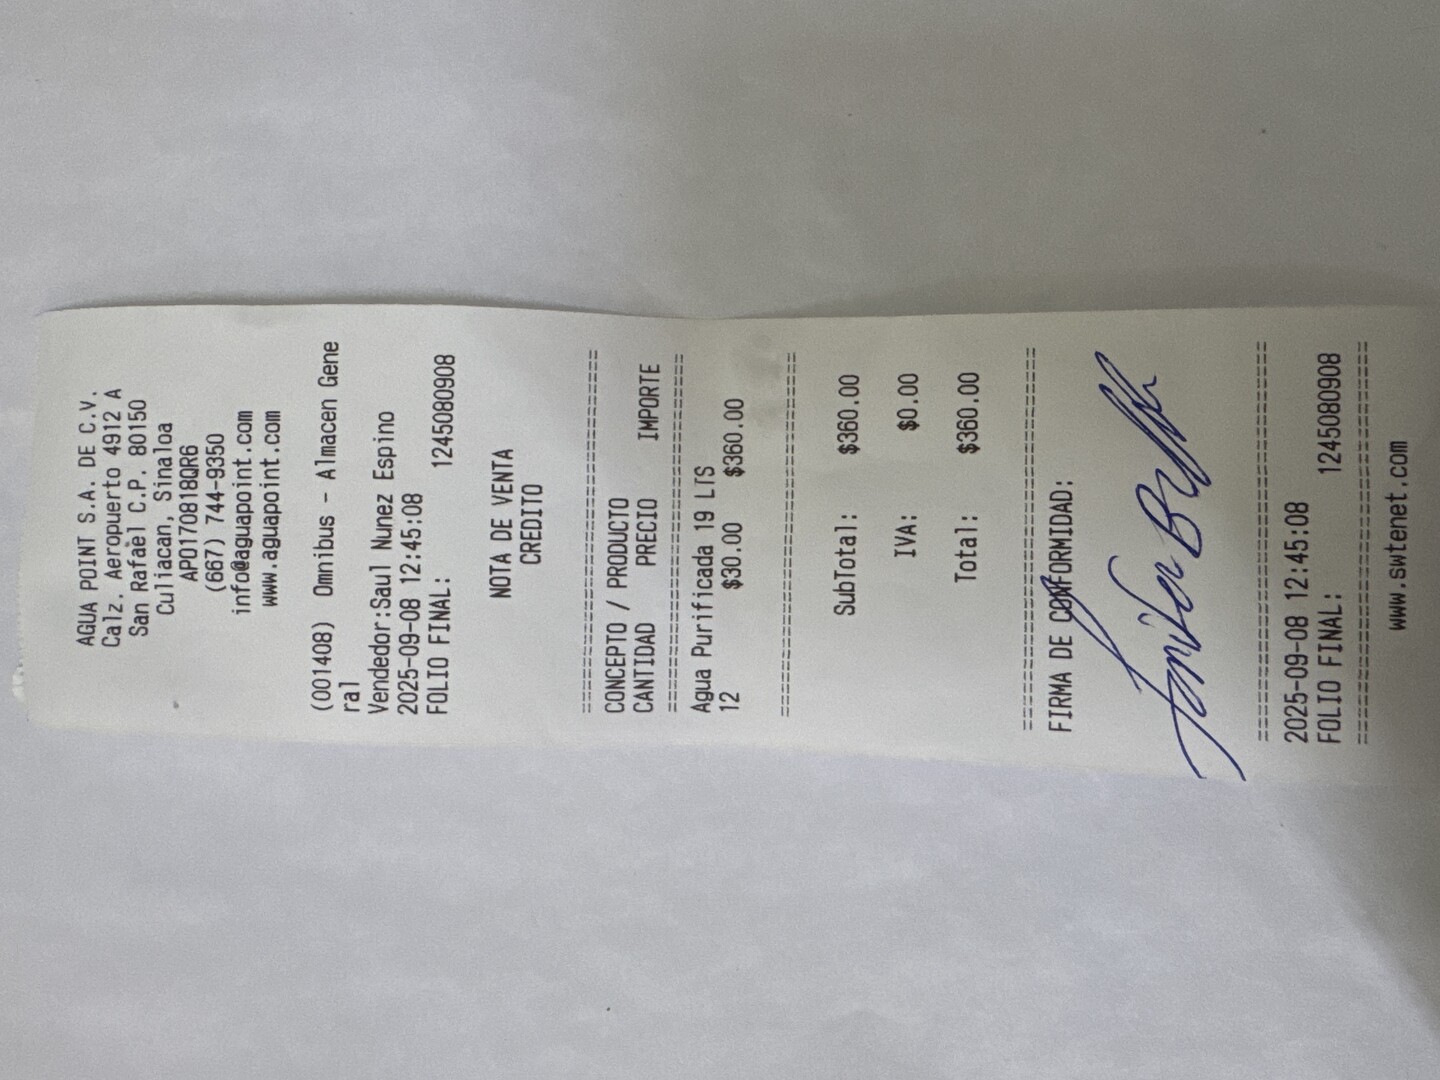 AGUA POINT S.A. DE C.V.
Calz. Aeropuerto 4912 A
San Rafael C.P. 80150
Culiacan, Sinaloa
APO170818QR6
(667) 744-9350
info@aguapoint.com
www.aguapoint.com
(001408) Omnibus - Almacen Gene
ral
Vendedor:Saul Nunez Espino
2025-09-08 12:45:08
FOLIO FINAL: 1245080908
NOTA DE VENTA
CREDITO
===============================
CONCEPTO / PRODUCTO
CANTIDAD PRECIO IMPORTE
===============================
Agua Purificada 19 LTS
12 $30.00 $360.00
===============================
SubTotal: $360.00
IVA: $0.00
Total: $360.00
===============================
FIRMA DE CONFORMIDAD:
===============================
2025-09-08 12:45:08
FOLIO FINAL: 1245080908
===============================
www.swtenet.com